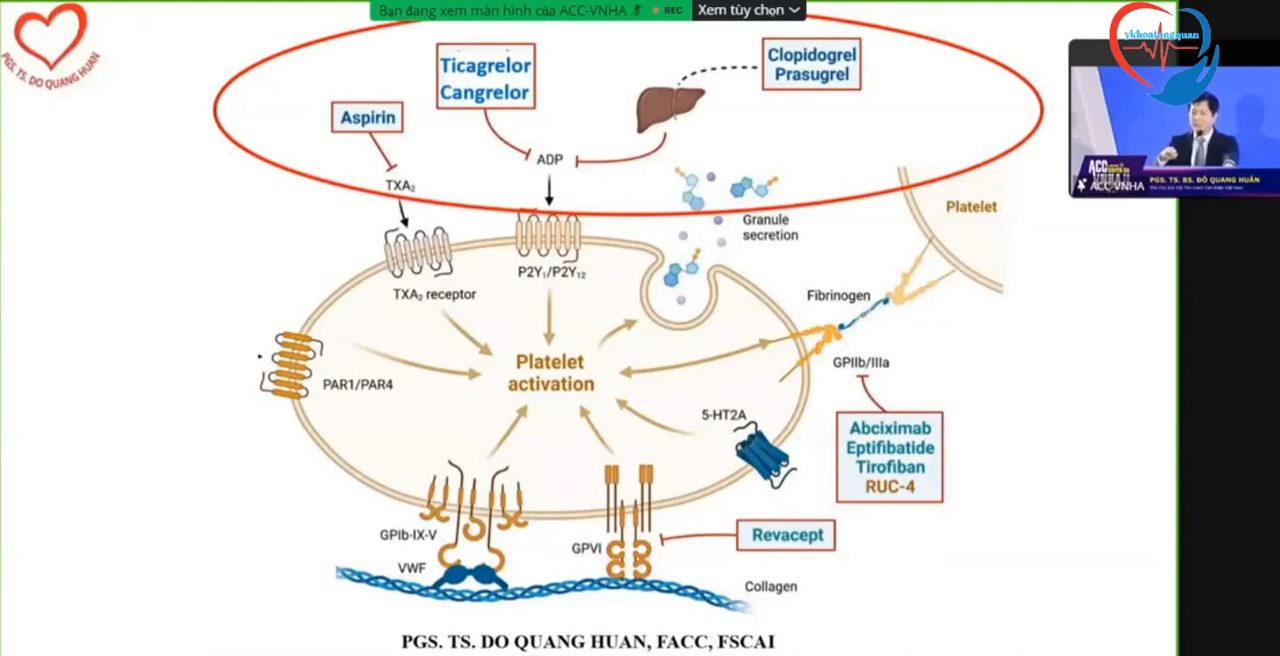 Bạn đang xem màn hình của ACC-VNHA
REC
Xem tùy chọn
PGS. TS. DO QUANG HUAN
ykhoatongquan
Ticagrelor
Cangrelor
Clopidogrel
Prasugrel
Aspirin
ADP
TXA₂
Granule
secretion
Platelet
P2Y₁/P2Y₁₂
TXA₂ receptor
Fibrinogen
PAR1/PAR4
Platelet
activation
GPIIb/IIIa
5-HT2A
Abciximab
Eptifibatide
Tirofiban
RUC-4
GPIb-IX-V
VWF
GPVI
Revacept
Collagen
PGS. TS. DO QUANG HUAN, FACC, FSCAI
ACC
PGS. TS. BS. ĐỖ QUANG HUÂN
ACC-VNHA